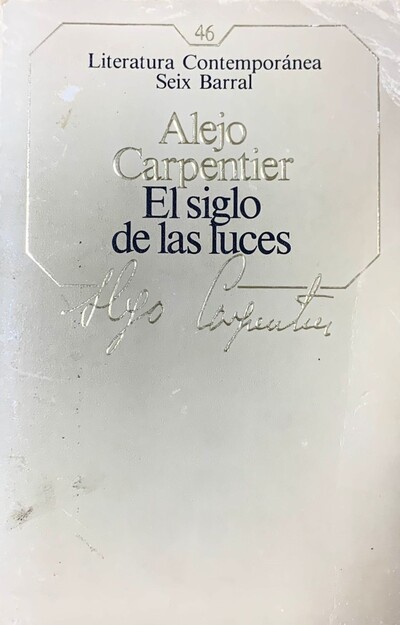 46
Literatura Contemporánea
Seix Barral
Alejo
Carpentier
El siglo
de las luces
Alejo Carpentier